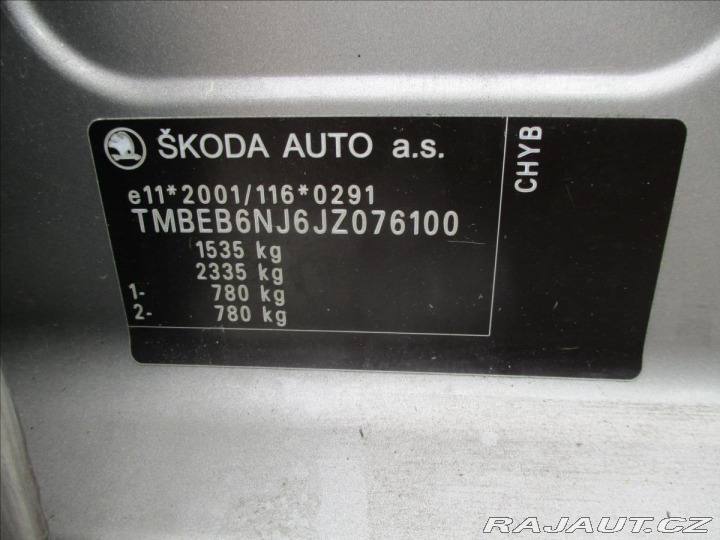 ŠKODA AUTO a.s.
e11*2001/116*0291
TMBEB6NJ6JZ076100
1535 kg
2335 kg
1- 780 kg
2- 780 kg
CHYB
RAJAUT.CZ